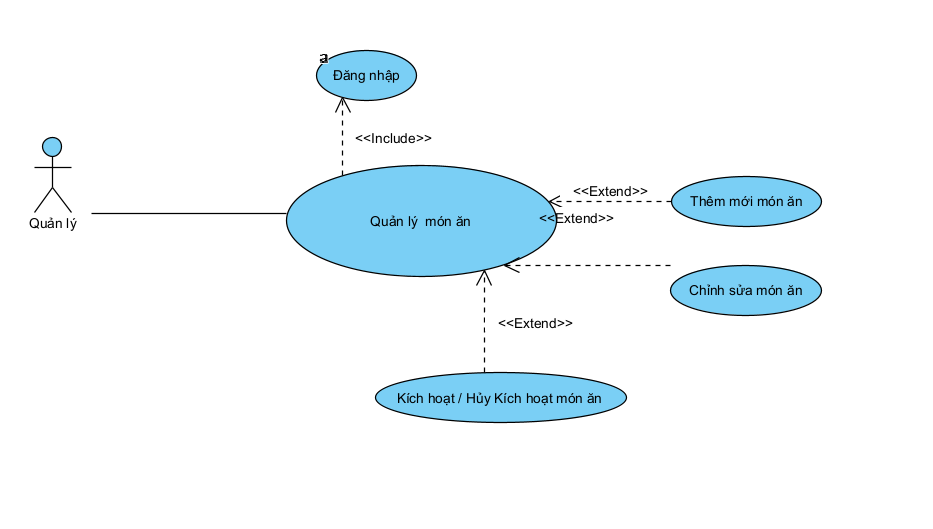 a
Đăng nhập
<<Include>>
Quản lý
Quản lý món ăn
<<Extend>>
Thêm mới món ăn
<<Extend>>
Chỉnh sửa món ăn
<<Extend>>
Kích hoạt / Hủy Kích hoạt món ăn